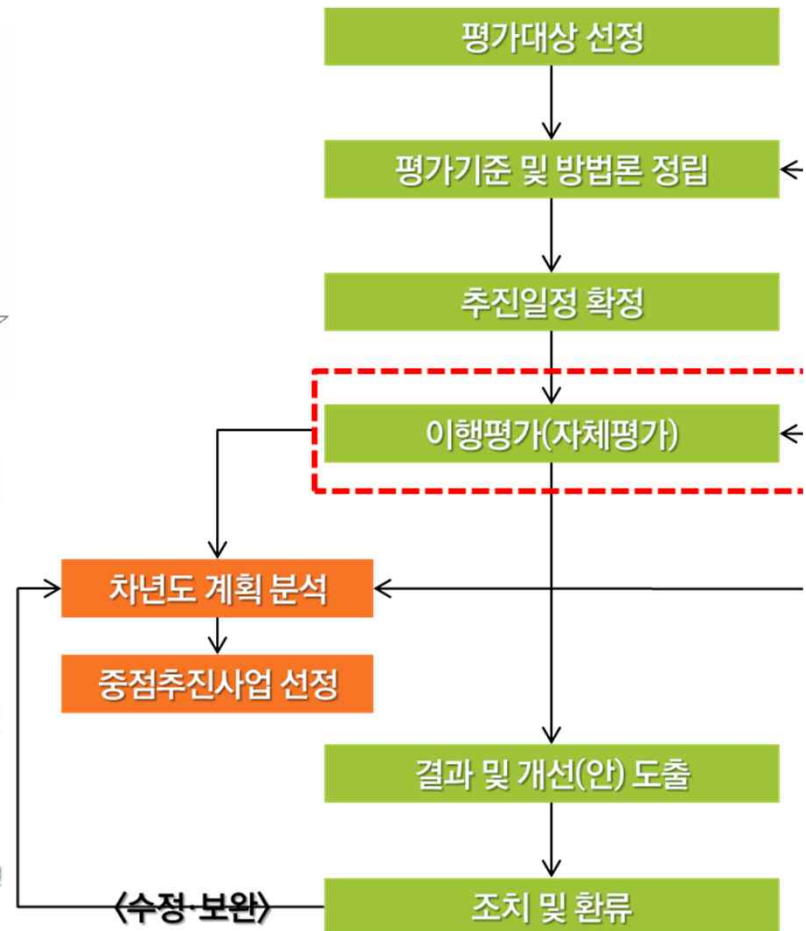 평가대상 선정
평가기준 및 방법론 정립
추진일정 확정
이행평가(자체평가)
차년도 계획 분석
중점추진사업 선정
결과 및 개선(안) 도출
<수정·보완>
조치 및 환류